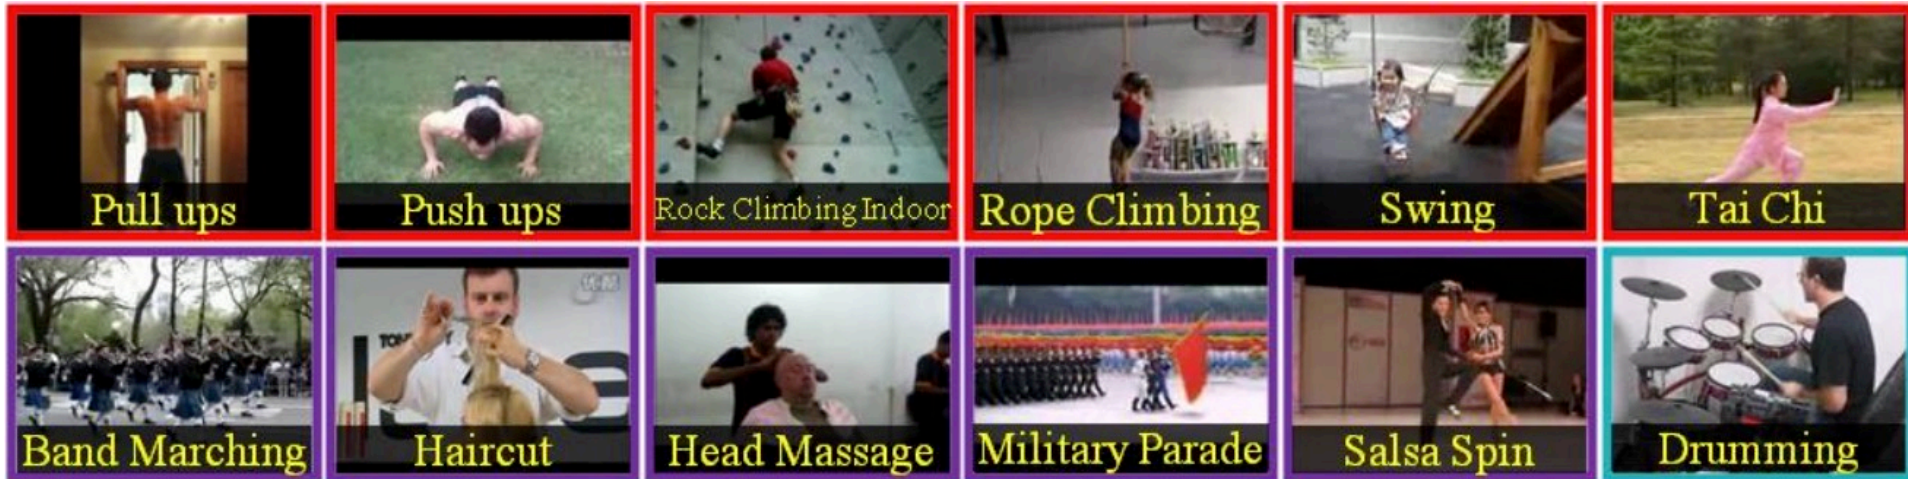 Pull ups
Push ups
Rock Climbing Indoor
Rope Climbing
Swing
Tai Chi
Band Marching
Haircut
Head Massage
Military Parade
Salsa Spin
Drumming